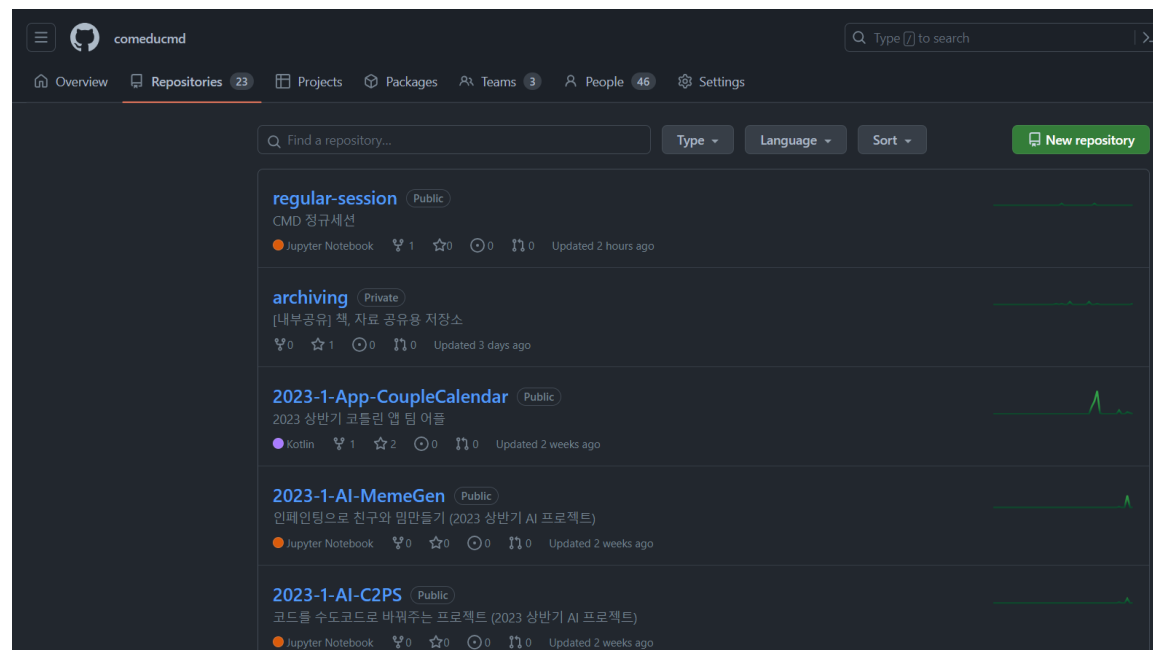 comeducmd
Type / to search
Overview Repositories 23 Projects Packages Teams 3 People 46 Settings
Find a repository... Type Language Sort New repository
regular-session Public
CMD 정규세션
Jupyter Notebook 1 0 0 0 Updated 2 hours ago
archiving Private
[내부공유] 책, 자료 공유용 저장소
0 1 0 0 Updated 3 days ago
2023-1-App-CoupleCalendar Public
2023 상반기 코틀린 앱 팀 어플
Kotlin 1 2 0 0 Updated 2 weeks ago
2023-1-AI-MemeGen Public
인페인팅으로 친구와 밈만들기 (2023 상반기 AI 프로젝트)
Jupyter Notebook 0 0 0 0 Updated 2 weeks ago
2023-1-AI-C2PS Public
코드를 수도코드로 바꿔주는 프로젝트 (2023 상반기 AI 프로젝트)
Jupyter Notebook 0 0 0 0 Updated 2 weeks ago